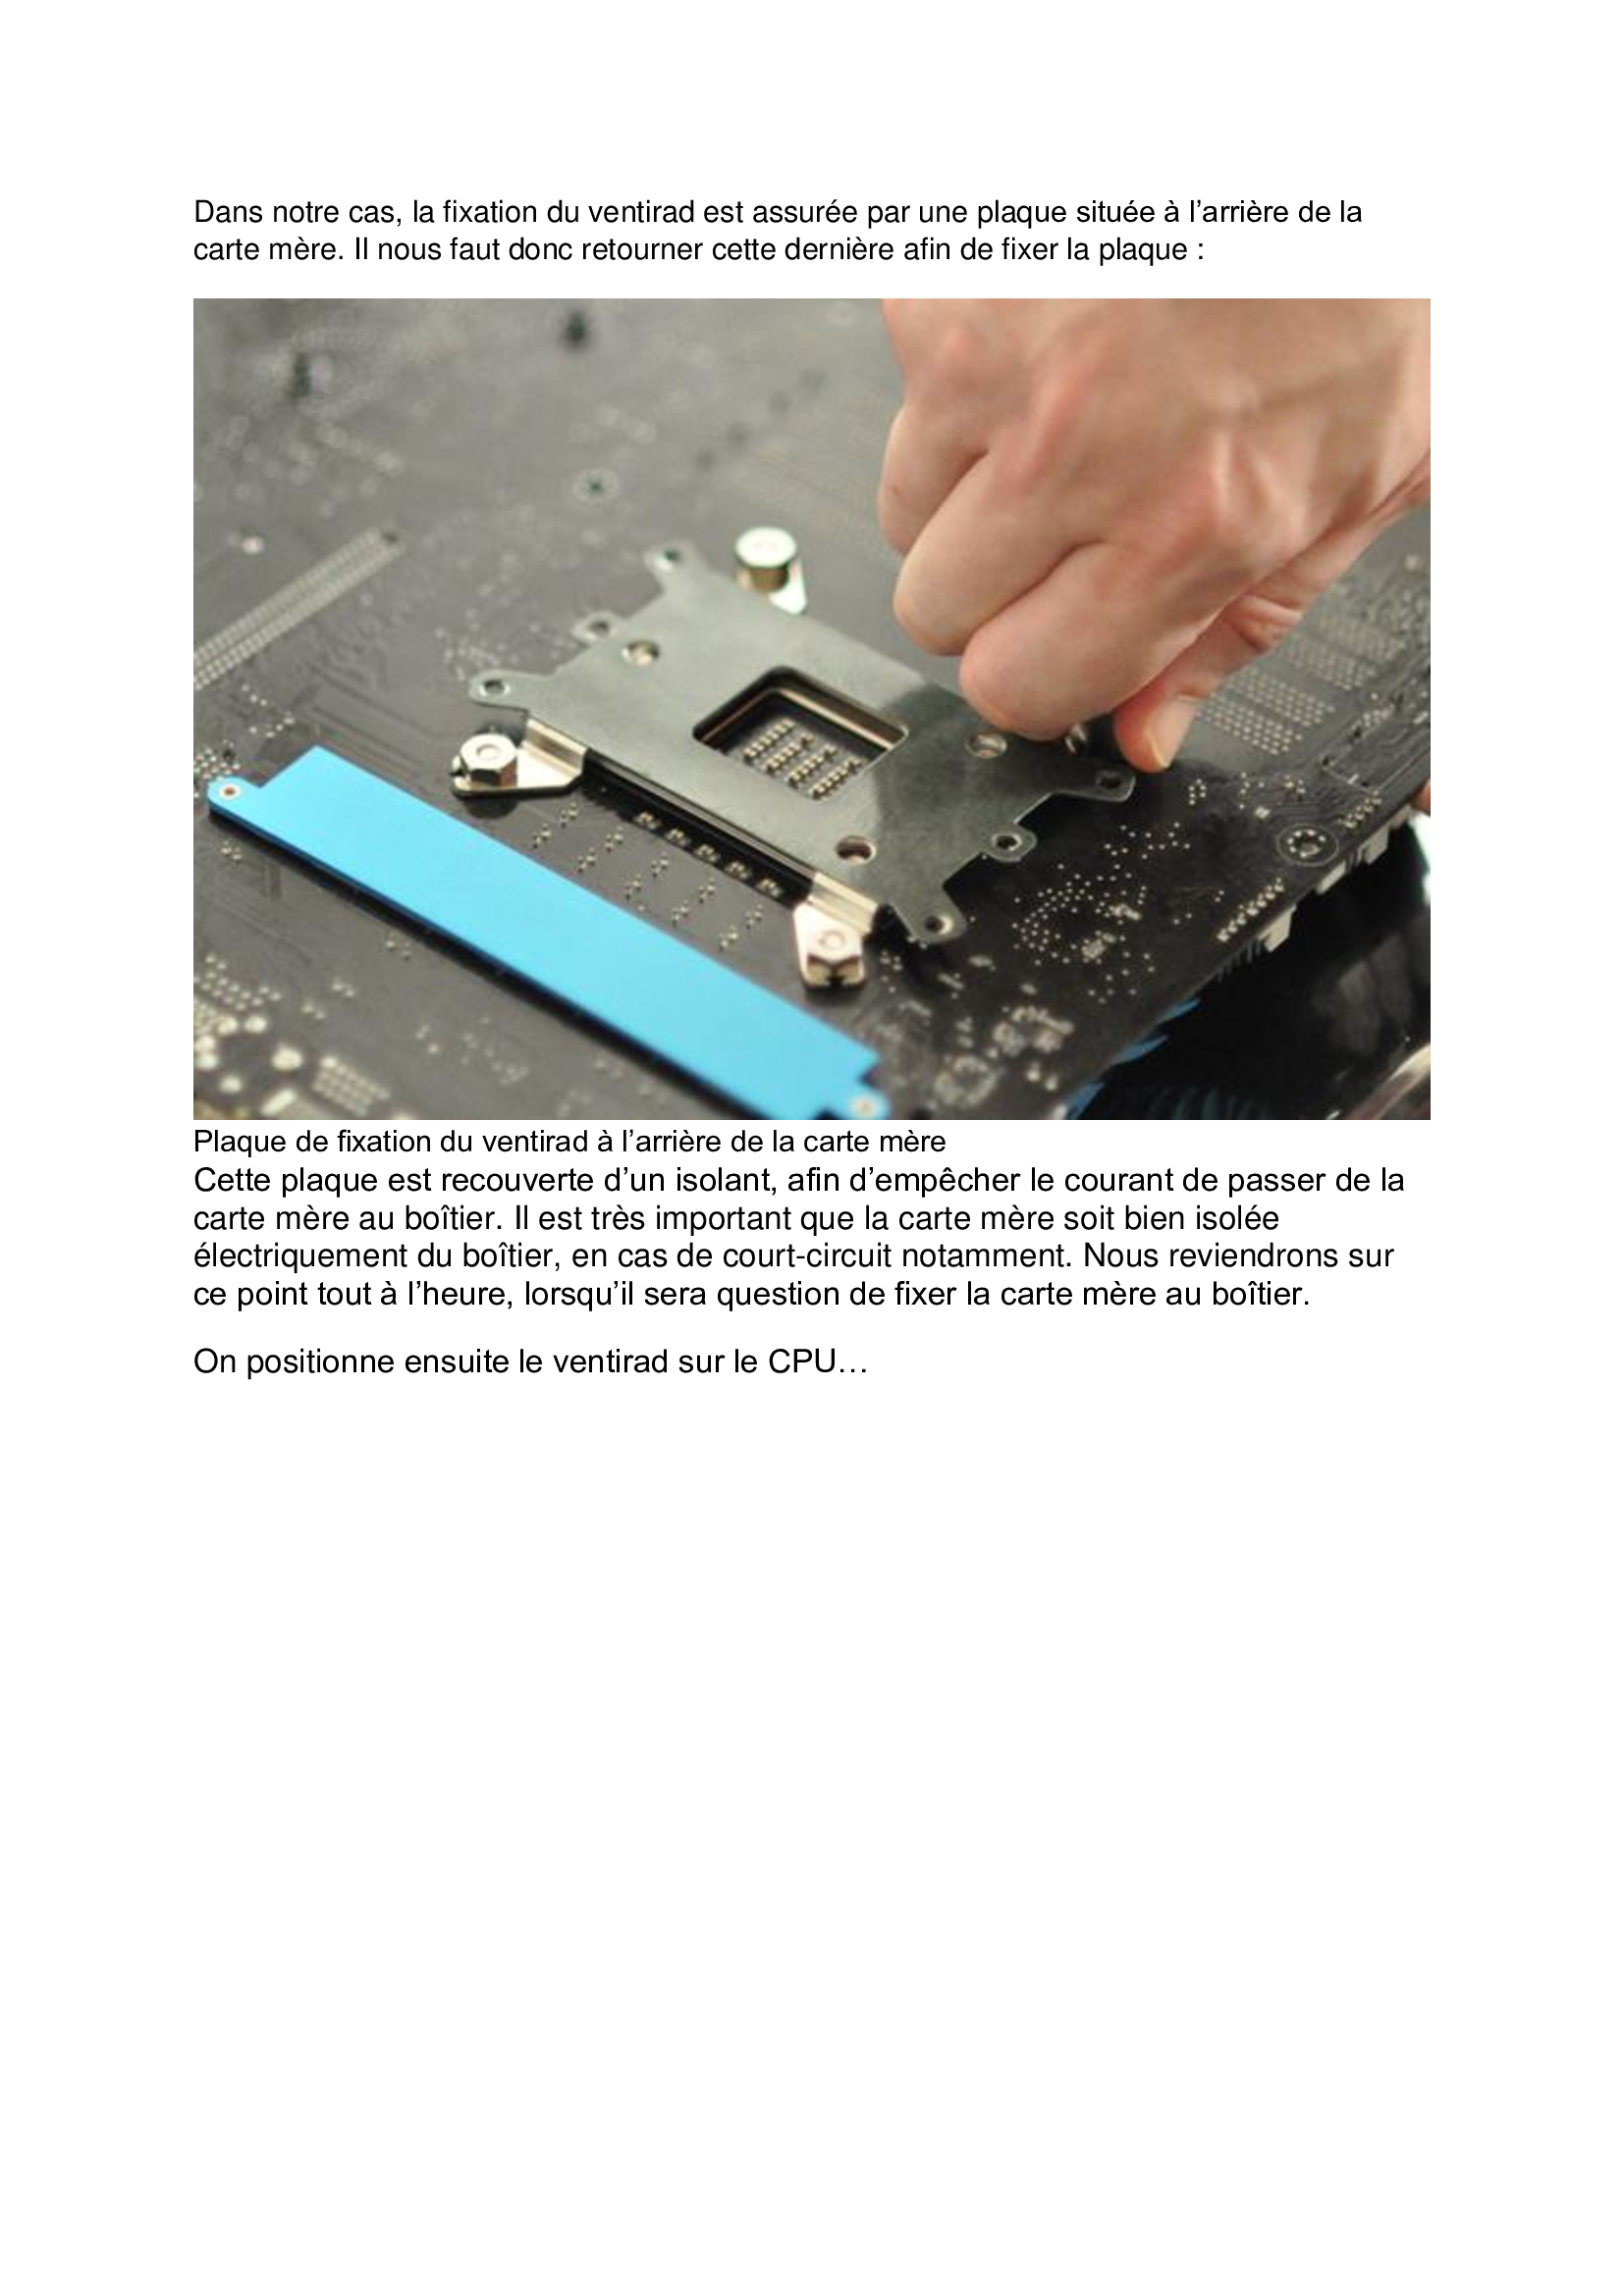 Dans notre cas, la fixation du ventirad est assurée par une plaque située à l’arrière de la
carte mère. Il nous faut donc retourner cette dernière afin de fixer la plaque :
Plaque de fixation du ventirad à l’arrière de la carte mère
Cette plaque est recouverte d’un isolant, afin d’empêcher le courant de passer de la
carte mère au boîtier. Il est très important que la carte mère soit bien isolée
électriquement du boîtier, en cas de court-circuit notamment. Nous reviendrons sur
ce point tout à l’heure, lorsqu’il sera question de fixer la carte mère au boîtier.
On positionne ensuite le ventirad sur le CPU…